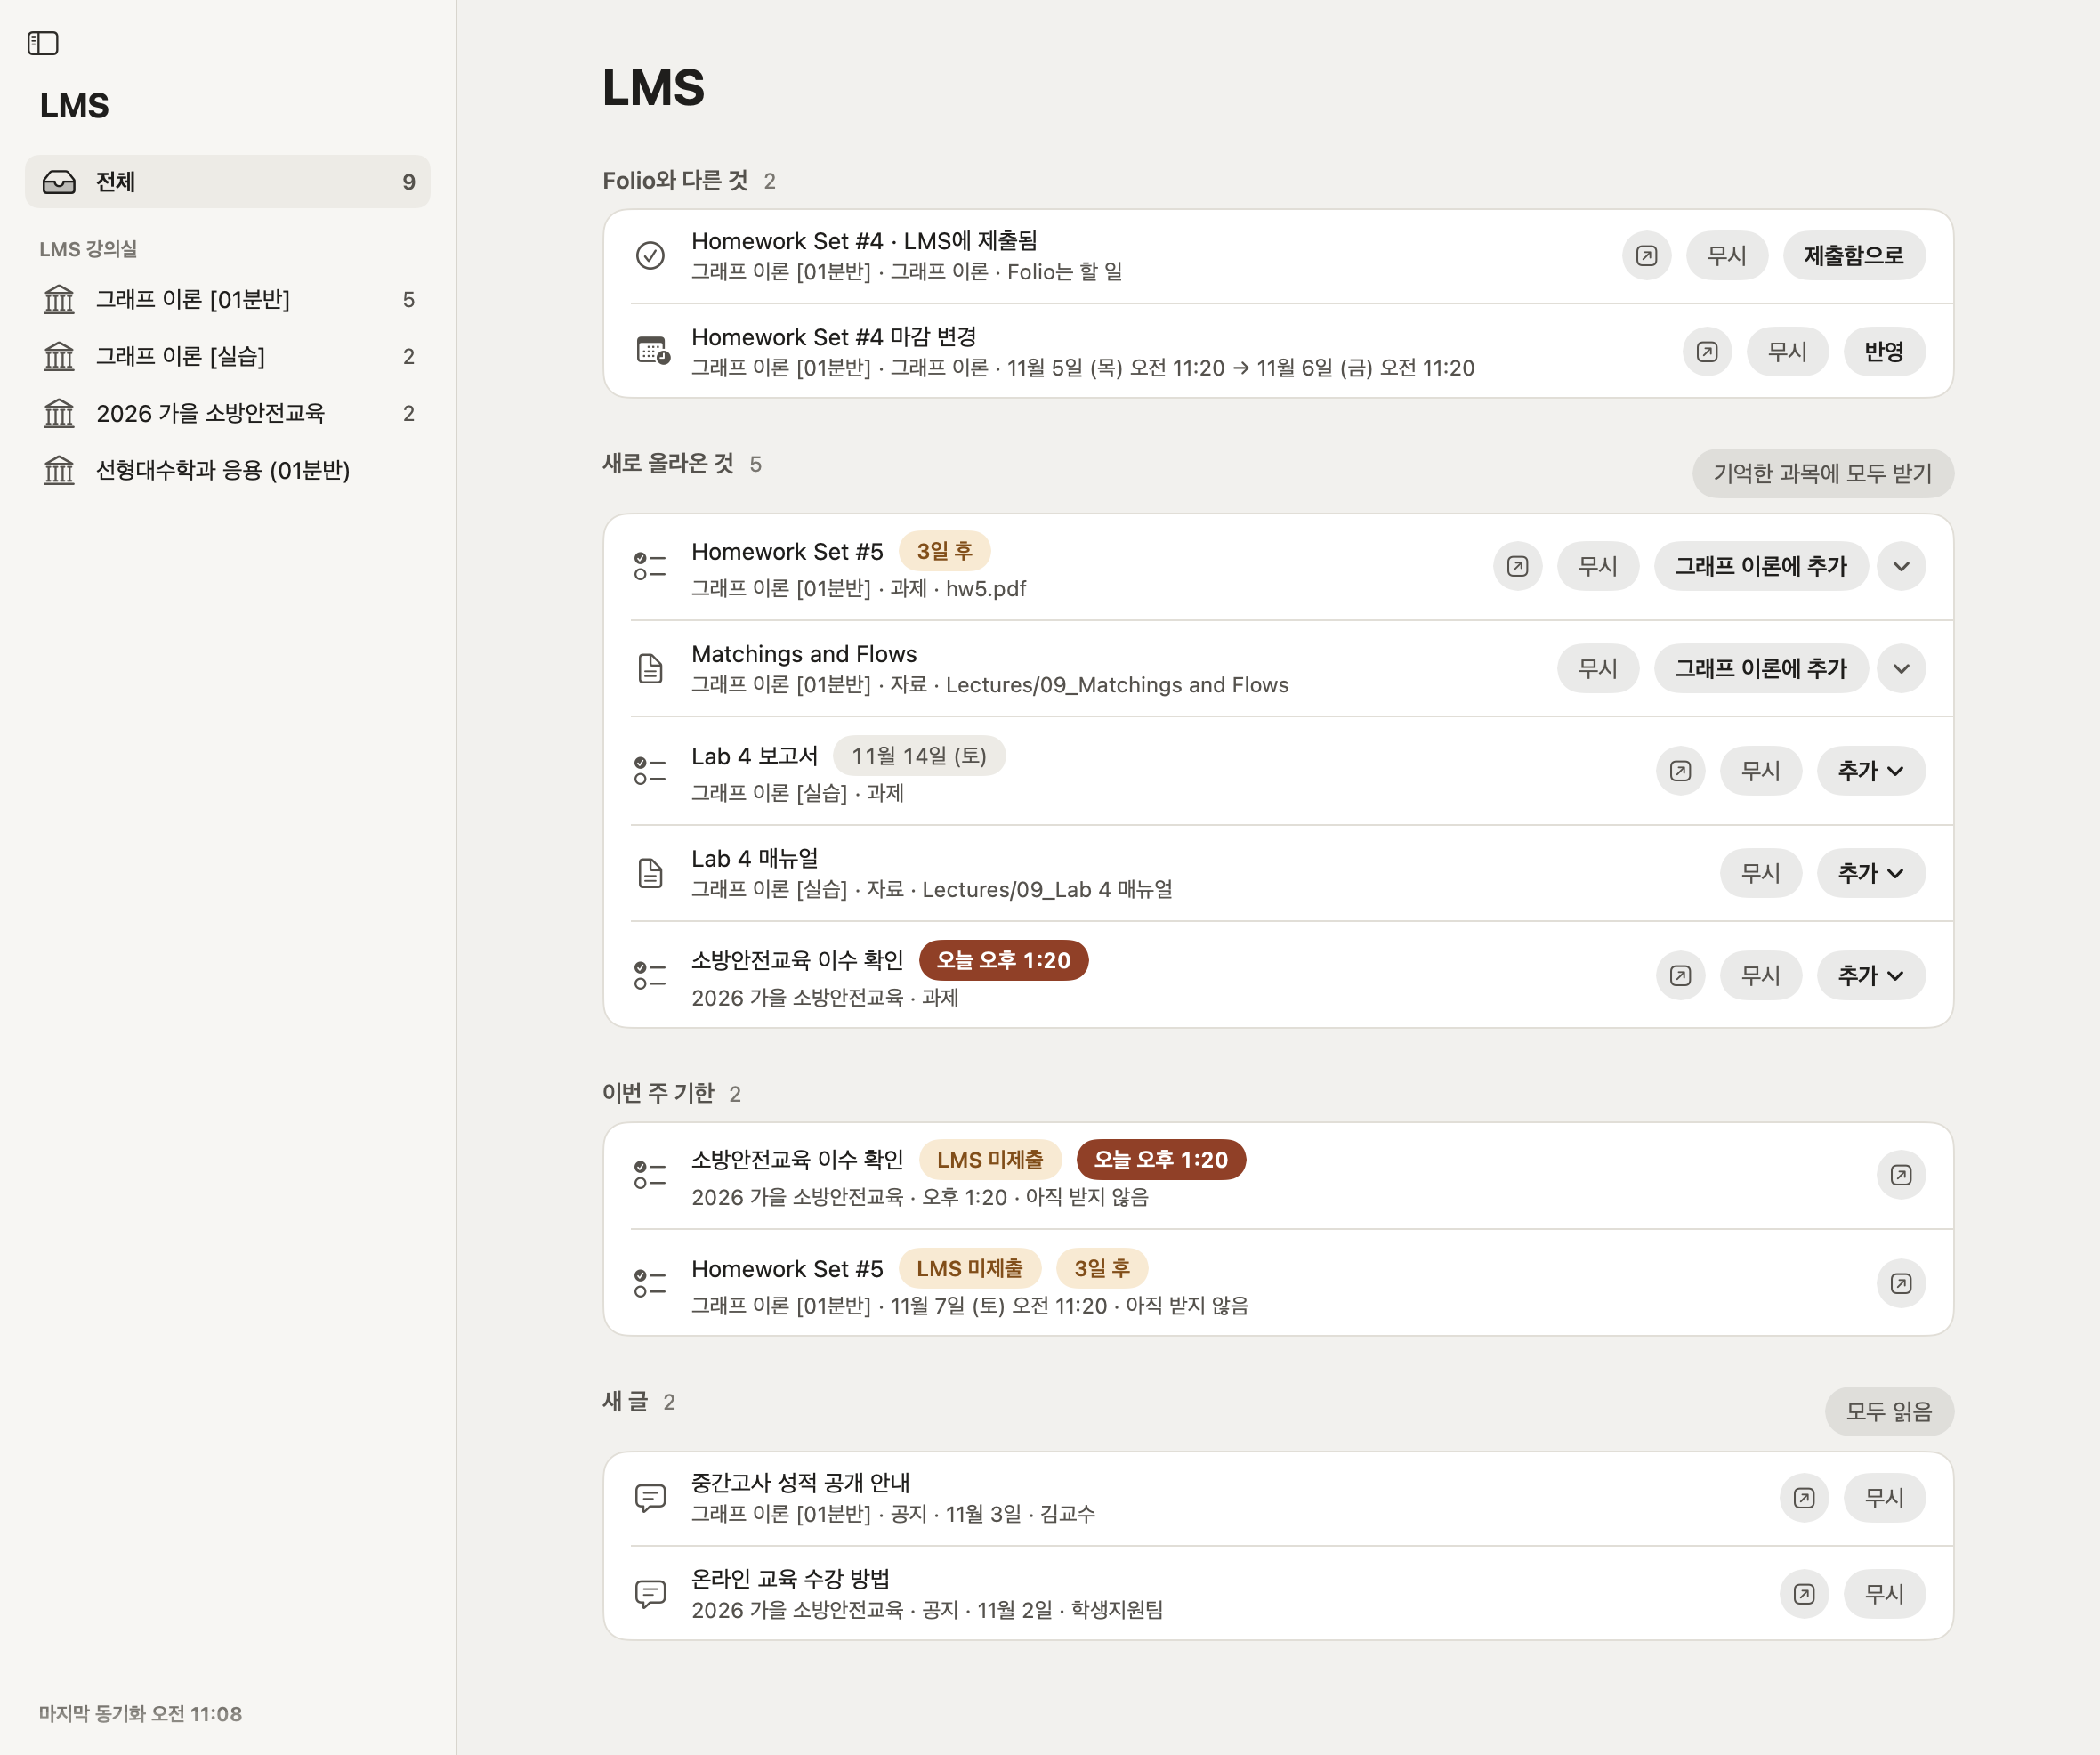 LMS
전체 9
LMS 강의실
그래프 이론 [01분반] 5
그래프 이론 [실습] 2
2026 가을 소방안전교육 2
선형대수학과 응용 (01분반)
마지막 동기화 오전 11:08
LMS
Folio와 다른 것 2
Homework Set #4 · LMS에 제출됨
그래프 이론 [01분반] · 그래프 이론 · Folio는 할 일
무시 제출함으로
Homework Set #4 마감 변경
그래프 이론 [01분반] · 그래프 이론 · 11월 5일 (목) 오전 11:20 → 11월 6일 (금) 오전 11:20
무시 반영
새로 올라온 것 5
기억한 과목에 모두 받기
Homework Set #5 3일 후
그래프 이론 [01분반] · 과제 · hw5.pdf
무시 그래프 이론에 추가
Matchings and Flows
그래프 이론 [01분반] · 자료 · Lectures/09_Matchings and Flows
무시 그래프 이론에 추가
Lab 4 보고서 11월 14일 (토)
그래프 이론 [실습] · 과제
무시 추가
Lab 4 매뉴얼
그래프 이론 [실습] · 자료 · Lectures/09_Lab 4 매뉴얼
무시 추가
소방안전교육 이수 확인 오늘 오후 1:20
2026 가을 소방안전교육 · 과제
무시 추가
이번 주 기한 2
소방안전교육 이수 확인 LMS 미제출 오늘 오후 1:20
2026 가을 소방안전교육 · 오후 1:20 · 아직 받지 않음
Homework Set #5 LMS 미제출 3일 후
그래프 이론 [01분반] · 11월 7일 (토) 오전 11:20 · 아직 받지 않음
새 글 2
모두 읽음
중간고사 성적 공개 안내
그래프 이론 [01분반] · 공지 · 11월 3일 · 김교수
무시
온라인 교육 수강 방법
2026 가을 소방안전교육 · 공지 · 11월 2일 · 학생지원팀
무시